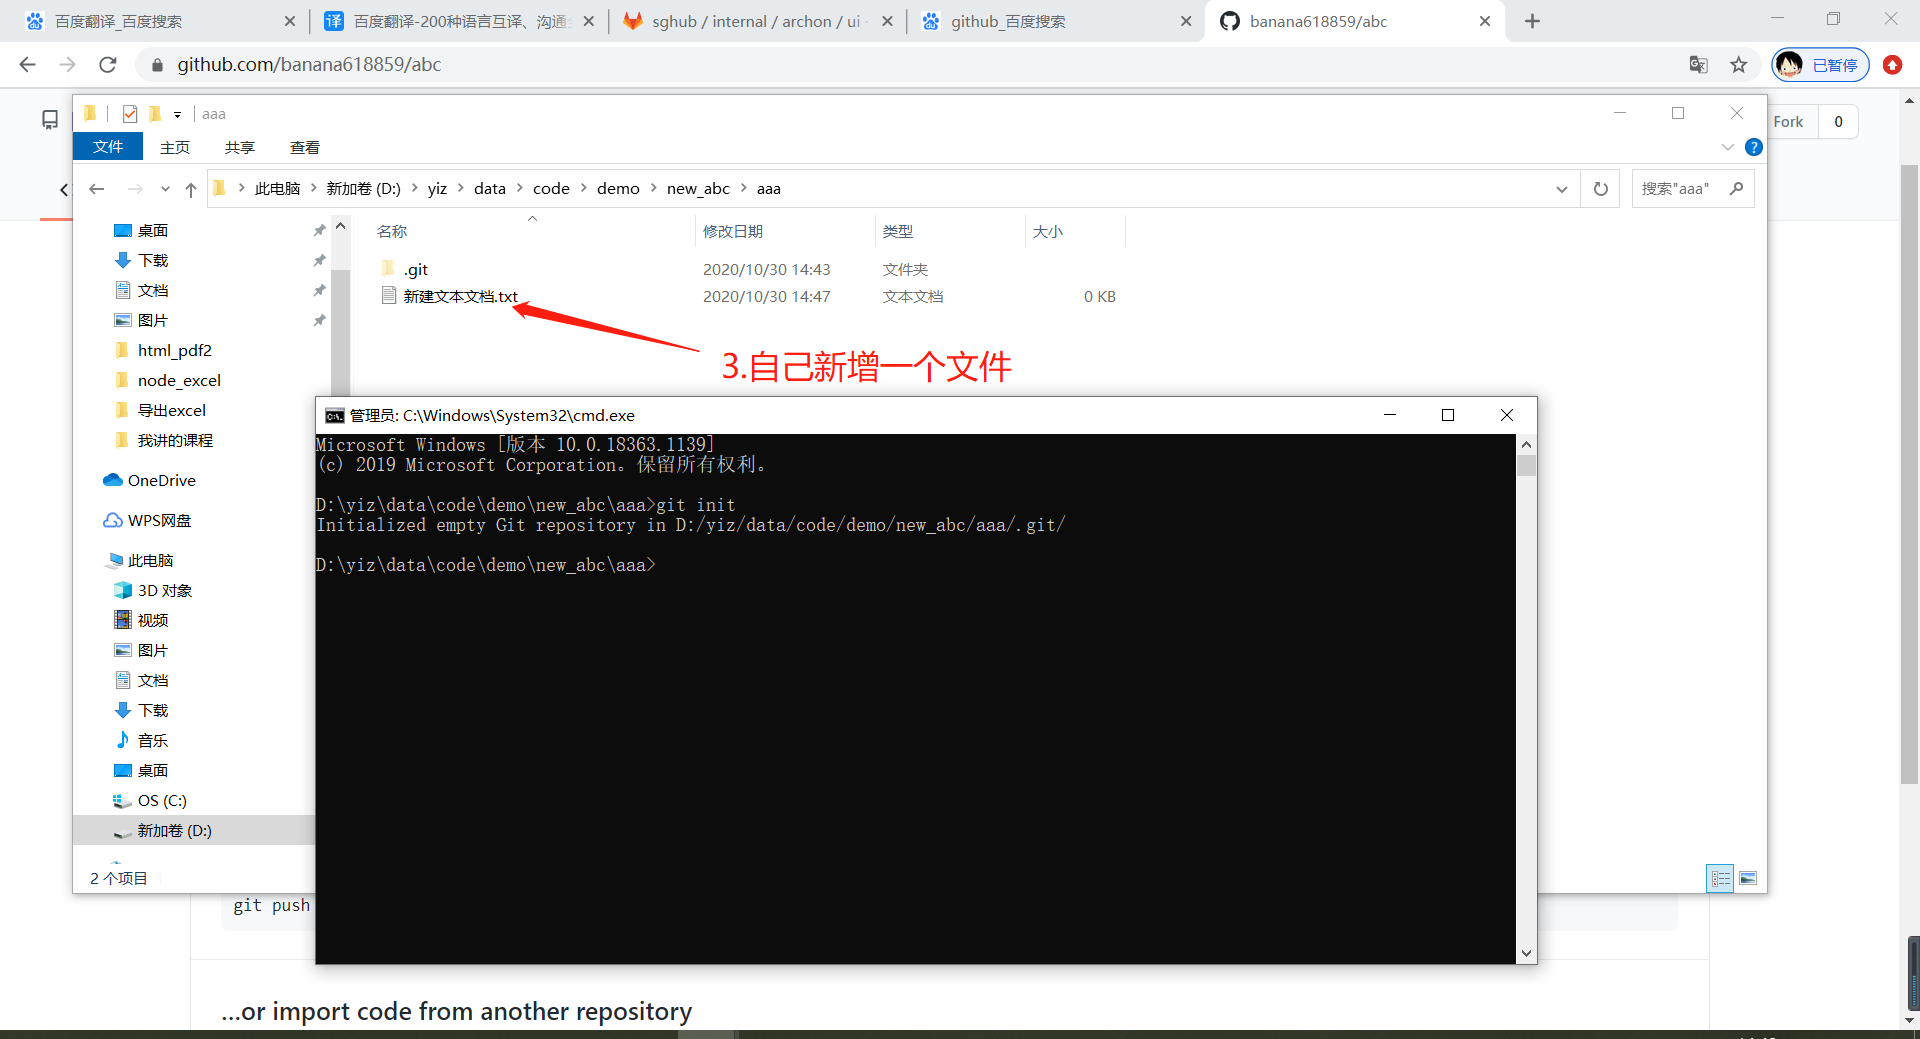 百度翻译_百度搜索
百度翻译-200种语言互译、沟通
sghub / internal / archon / ui
github_百度搜索
banana618859/abc
github.com/banana618859/abc
已暂停
aaa
Fork 0
文件 主页 共享 查看
此电脑 新加卷 (D:) yiz data code demo new_abc aaa
搜索"aaa"
名称 修改日期 类型 大小
.git 2020/10/30 14:43 文件夹
新建文本文档.txt 2020/10/30 14:47 文本文档 0 KB
3.自己新增一个文件
桌面
下载
文档
图片
html_pdf2
node_excel
导出excel
我讲的课程
OneDrive
WPS网盘
此电脑
3D 对象
视频
图片
文档
下载
音乐
桌面
OS (C:)
新加卷 (D:)
2 个项目
管理员: C:\Windows\System32\cmd.exe
Microsoft Windows [版本 10.0.18363.1139]
(c) 2019 Microsoft Corporation。保留所有权利。
D:\yiz\data\code\demo\new_abc\aaa>git init
Initialized empty Git repository in D:/yiz/data/code/demo/new_abc/aaa/.git/
D:\yiz\data\code\demo\new_abc\aaa>
git push
…or import code from another repository